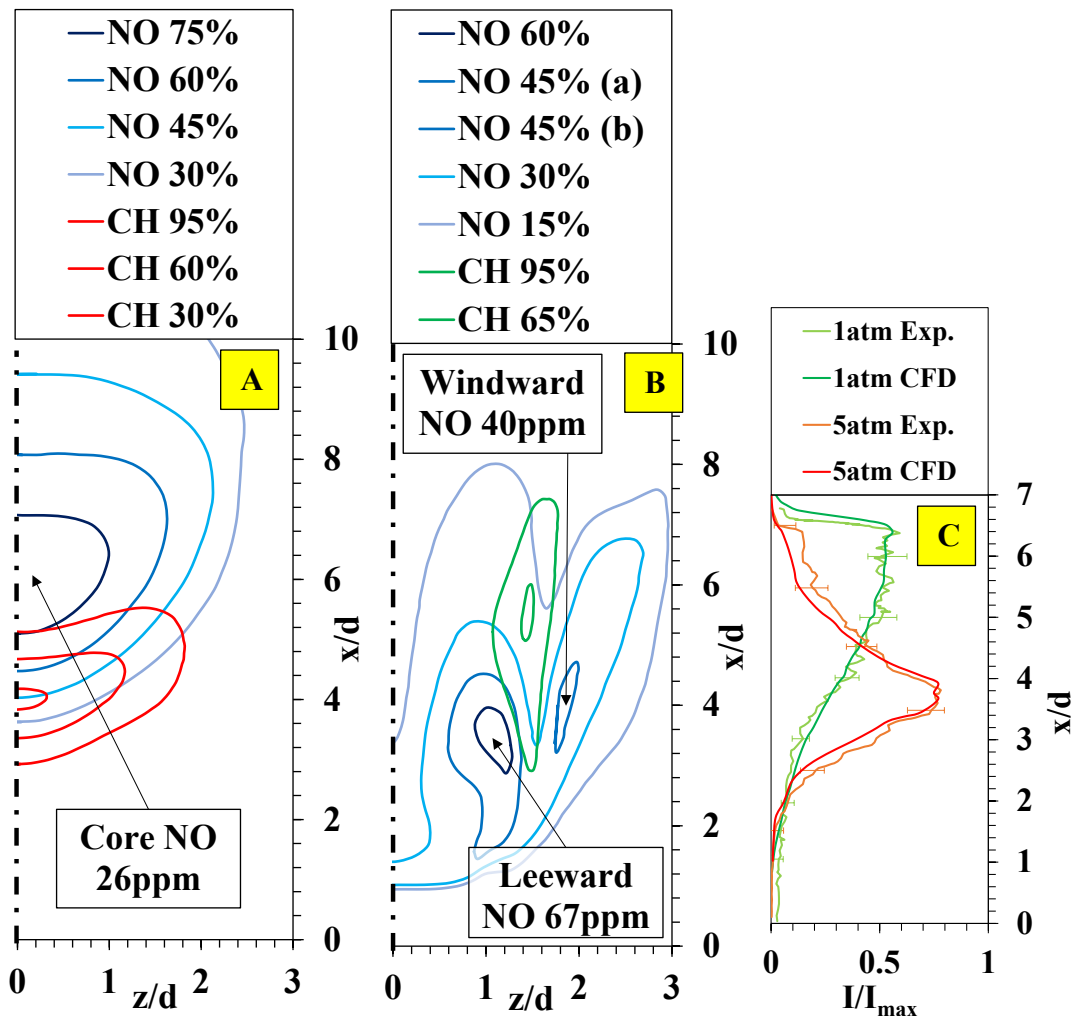 NO 75%
NO 60%
NO 45%
NO 30%
CH 95%
CH 60%
CH 30%
A
Core NO
26ppm
10
8
6
4
2
0
x/d
0
1
2
3
z/d
NO 60%
NO 45% (a)
NO 45% (b)
NO 30%
NO 15%
CH 95%
CH 65%
Windward
NO 40ppm
B
Leeward
NO 67ppm
10
8
6
4
2
0
x/d
0
1
2
3
z/d
1atm Exp.
1atm CFD
5atm Exp.
5atm CFD
C
7
6
5
4
3
2
1
0
x/d
0
0.5
1
I/Imax